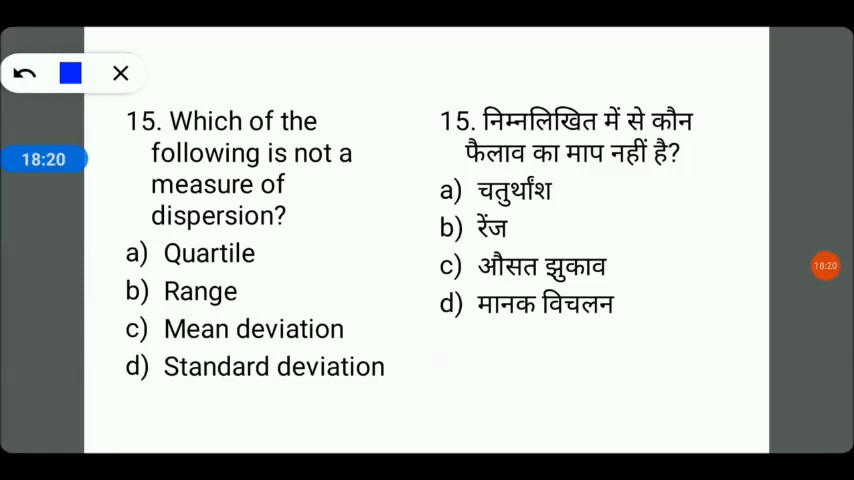 15. Which of the
following is not a
measure of
dispersion?
a) Quartile
b) Range
c) Mean deviation
d) Standard deviation
15. निम्नलिखित में से कौन
फैलाव का माप नहीं है?
a) चतुर्थांश
b) रेंज
c) औसत झुकाव
d) मानक विचलन
18:20
18:20